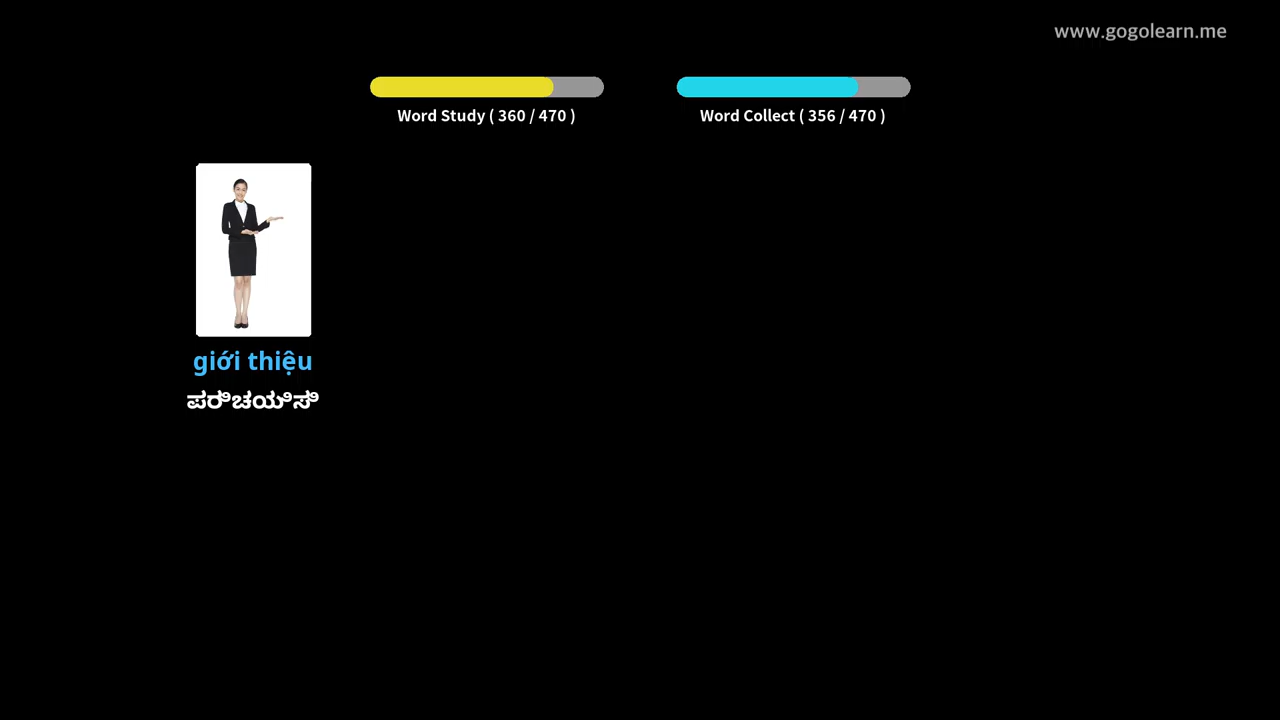 www.gogolearn.me
Word Study ( 360 / 470 )
Word Collect ( 356 / 470 )
giới thiệu
ಪರಿಚಯಿಸಿ